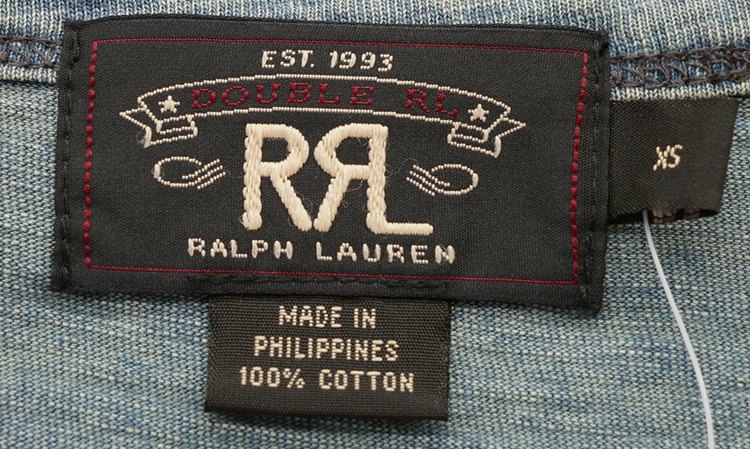 EST. 1993
DOUBLE RL
RRL
RALPH LAUREN
XS
MADE IN
PHILIPPINES
100% COTTON